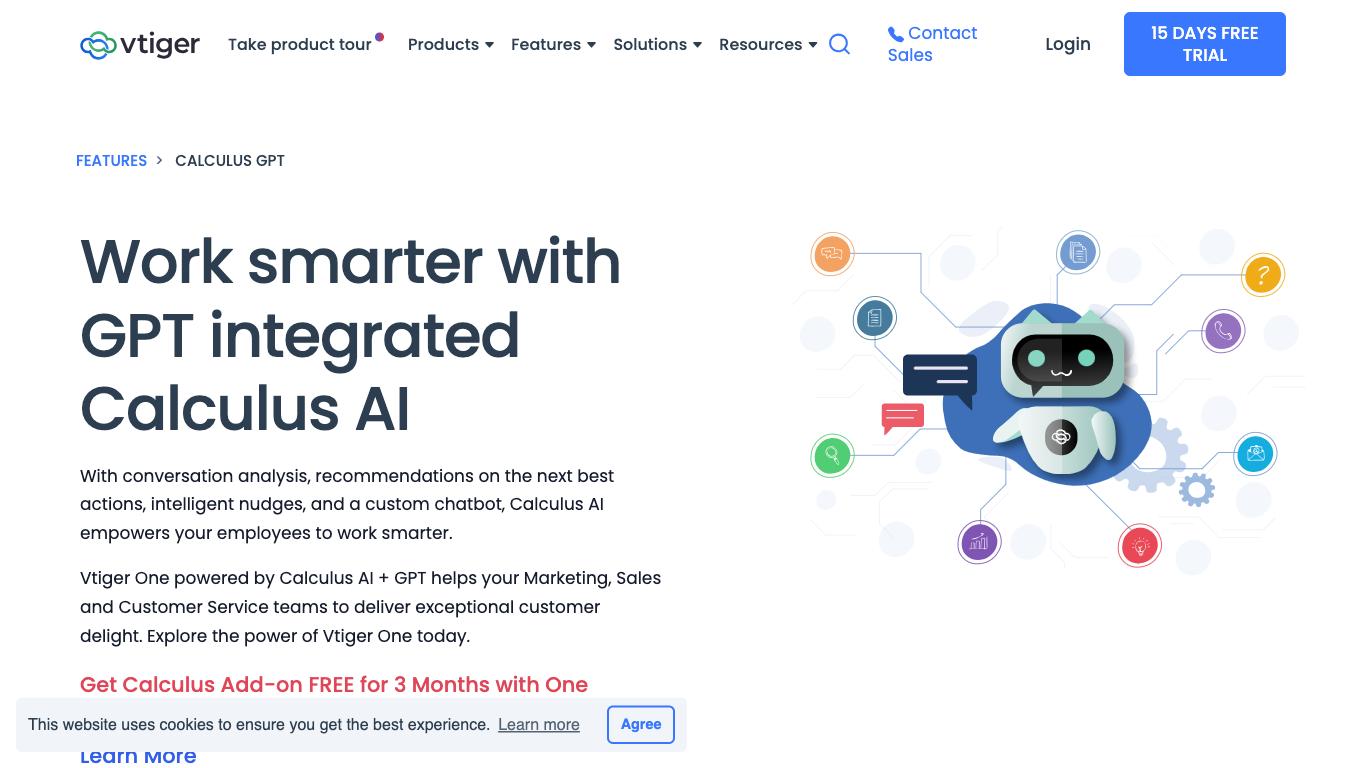 vtiger
Take product tour
Products
Features
Solutions
Resources
Contact
Sales
Login
15 DAYS FREE
TRIAL
FEATURES > CALCULUS GPT
Work smarter with
GPT integrated
Calculus AI
With conversation analysis, recommendations on the next best
actions, intelligent nudges, and a custom chatbot, Calculus AI
empowers your employees to work smarter.
Vtiger One powered by Calculus AI + GPT helps your Marketing, Sales
and Customer Service teams to deliver exceptional customer
delight. Explore the power of Vtiger One today.
Get Calculus Add-on FREE for 3 Months with One
This website uses cookies to ensure you get the best experience. Learn more
Agree
Learn More
?